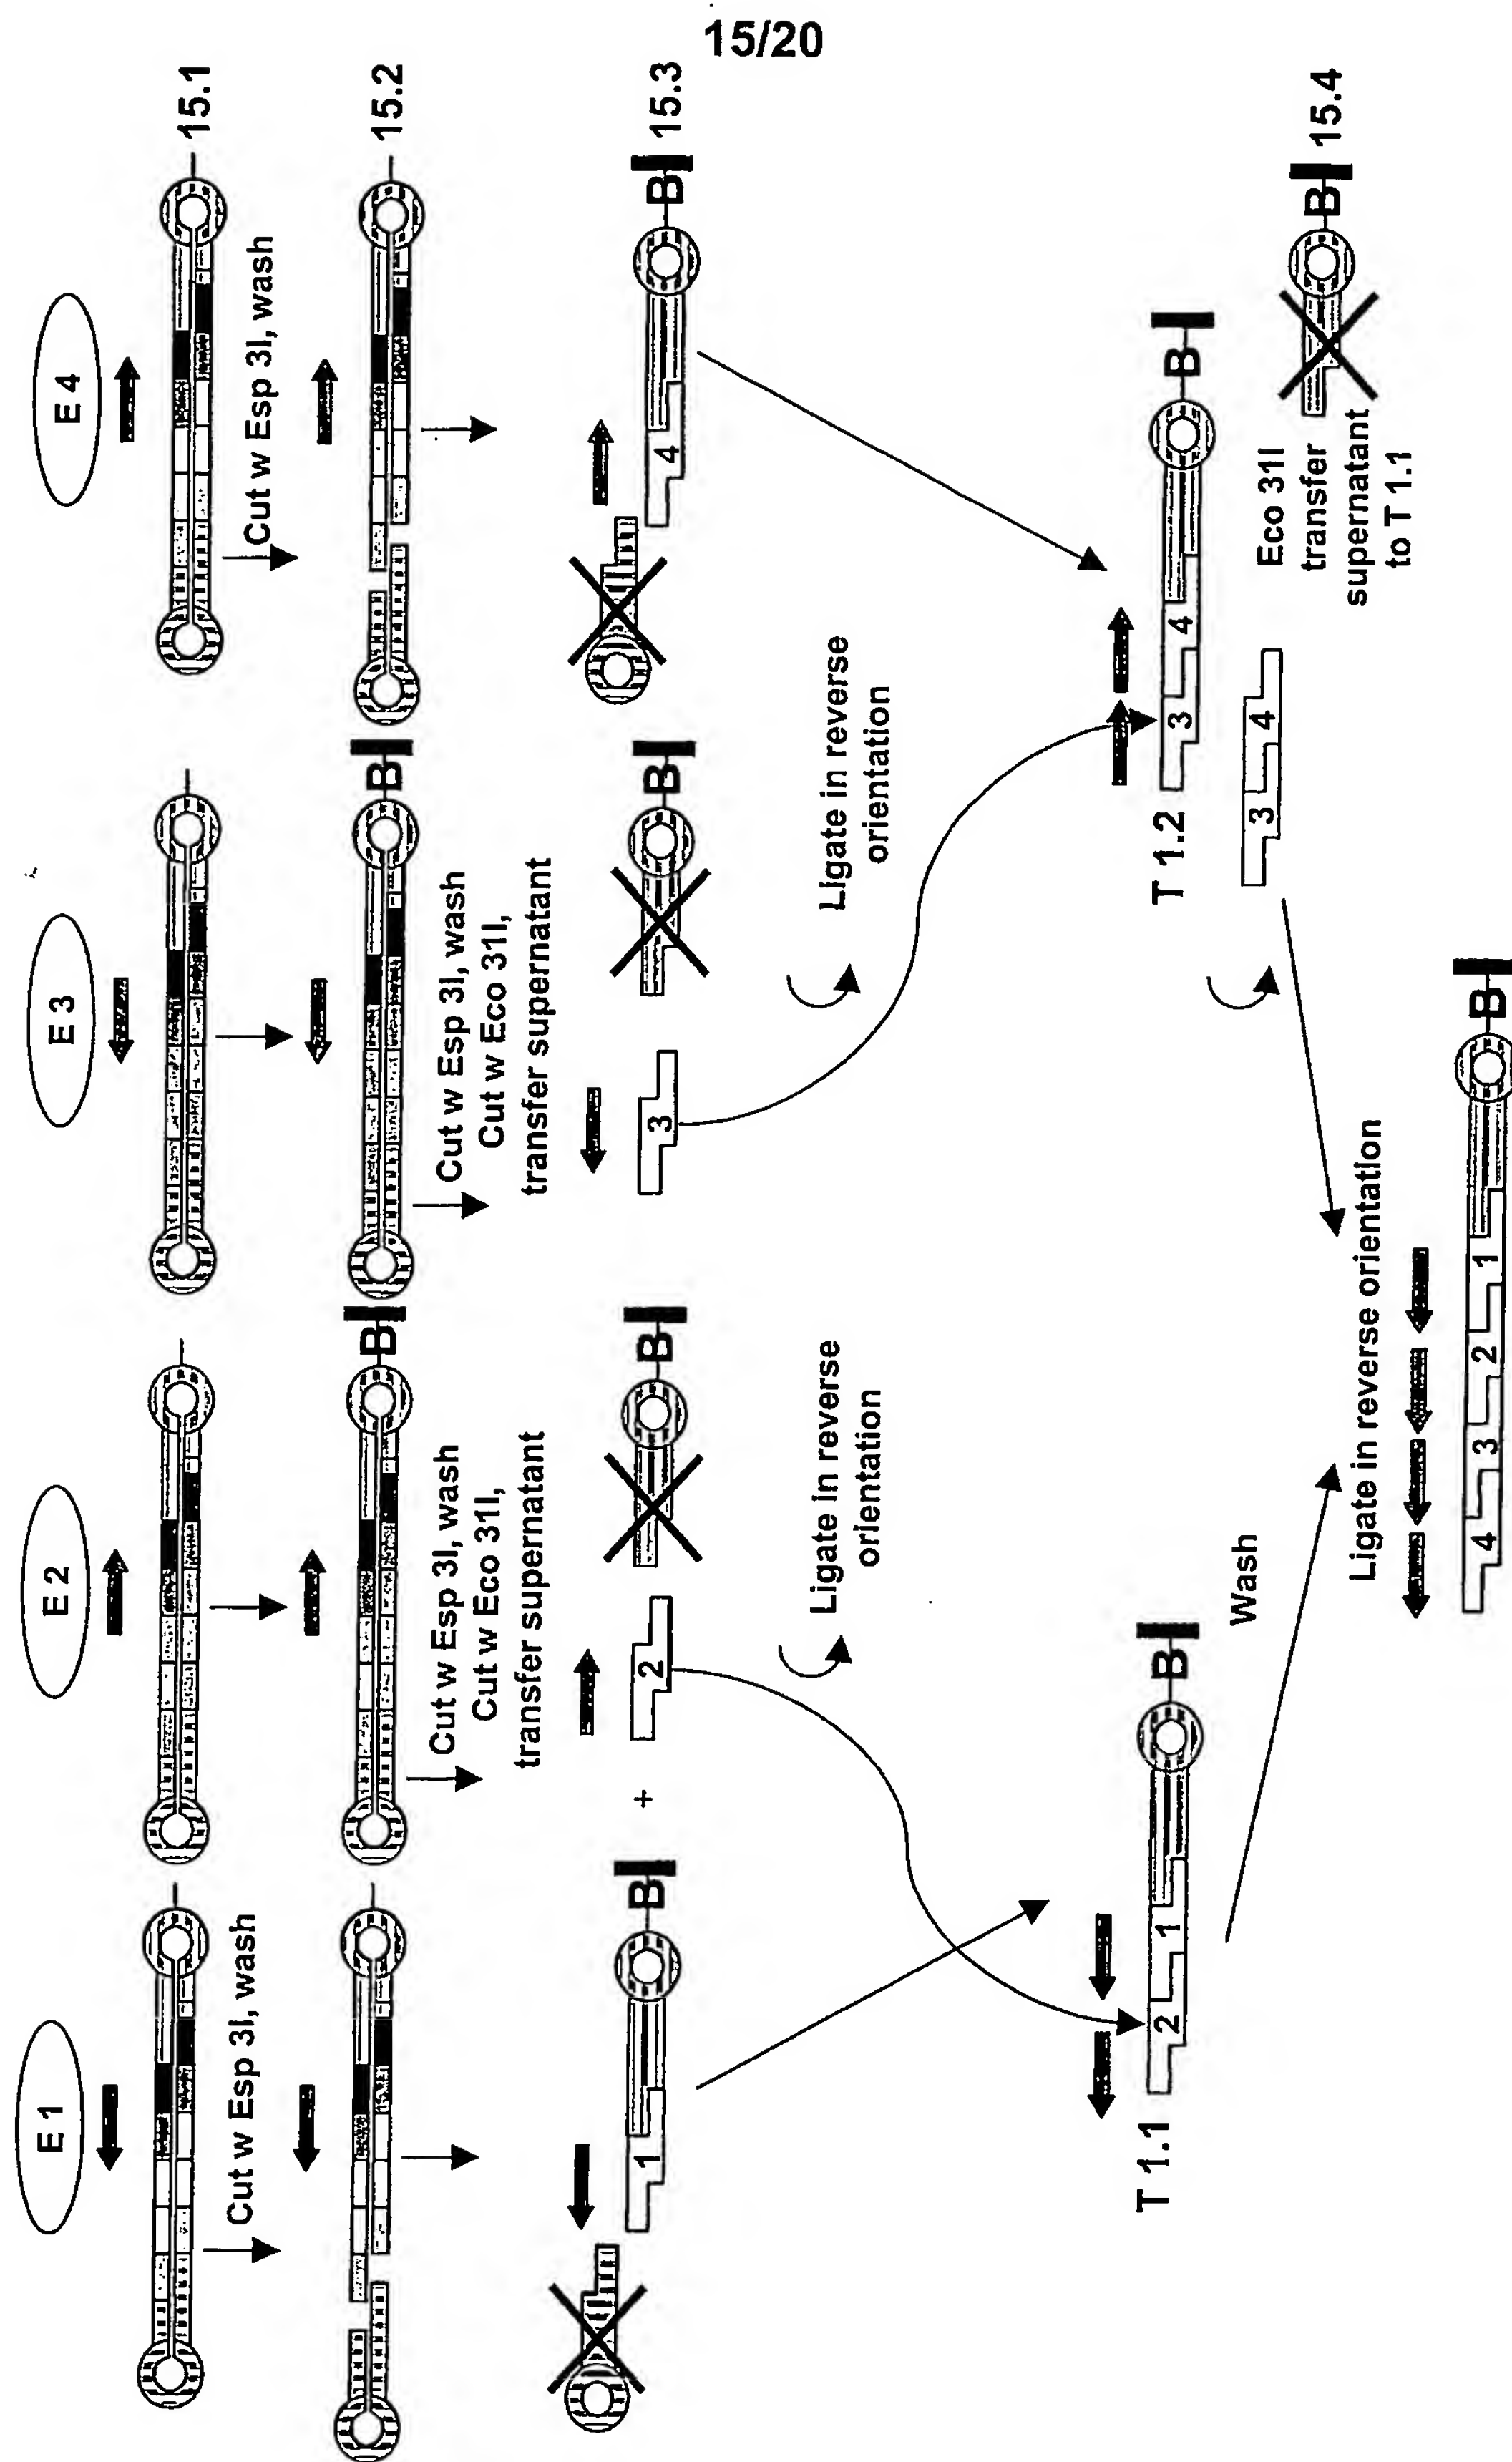 15/20
E 1
E 2
E 3
E 4
15.1
Cut w Esp 3I, wash
Cut w Esp 3I, wash
B
B
15.2
Cut w Esp 3I, wash
Cut w Eco 31I,
transfer supernatant
Cut w Esp 3I, wash
Cut w Eco 31I,
transfer supernatant
1
B
+
2
B
3
B
4
B
15.3
Ligate in reverse
orientation
Ligate in reverse
orientation
T 1.1
2
1
B
T 1.2
3
4
B
3
4
Eco 31I
transfer
supernatant
to T 1.1
B
15.4
Wash
Ligate in reverse orientation
4
3
2
1
B